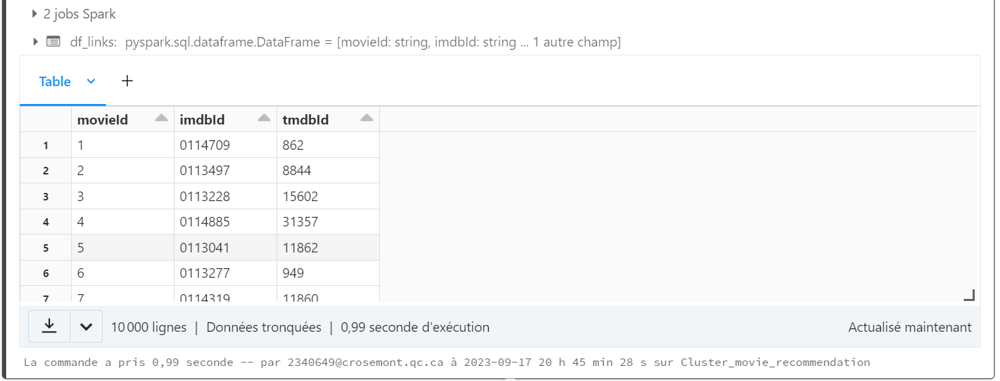 2 jobs Spark
df_links: pyspark.sql.dataframe.DataFrame = [movieId: string, imdbId: string ... 1 autre champ]
Table +
movieId imdbId tmdbId
1 1 0114709 862
2 2 0113497 8844
3 3 0113228 15602
4 4 0114885 31357
5 5 0113041 11862
6 6 0113277 949
7 7 0114319 11860
10 000 lignes | Données tronquées | 0,99 seconde d'exécution Actualisé maintenant
La commande a pris 0,99 seconde -- par 2340649@crosemont.qc.ca à 2023-09-17 20 h 45 min 28 s sur Cluster_movie_recommendation